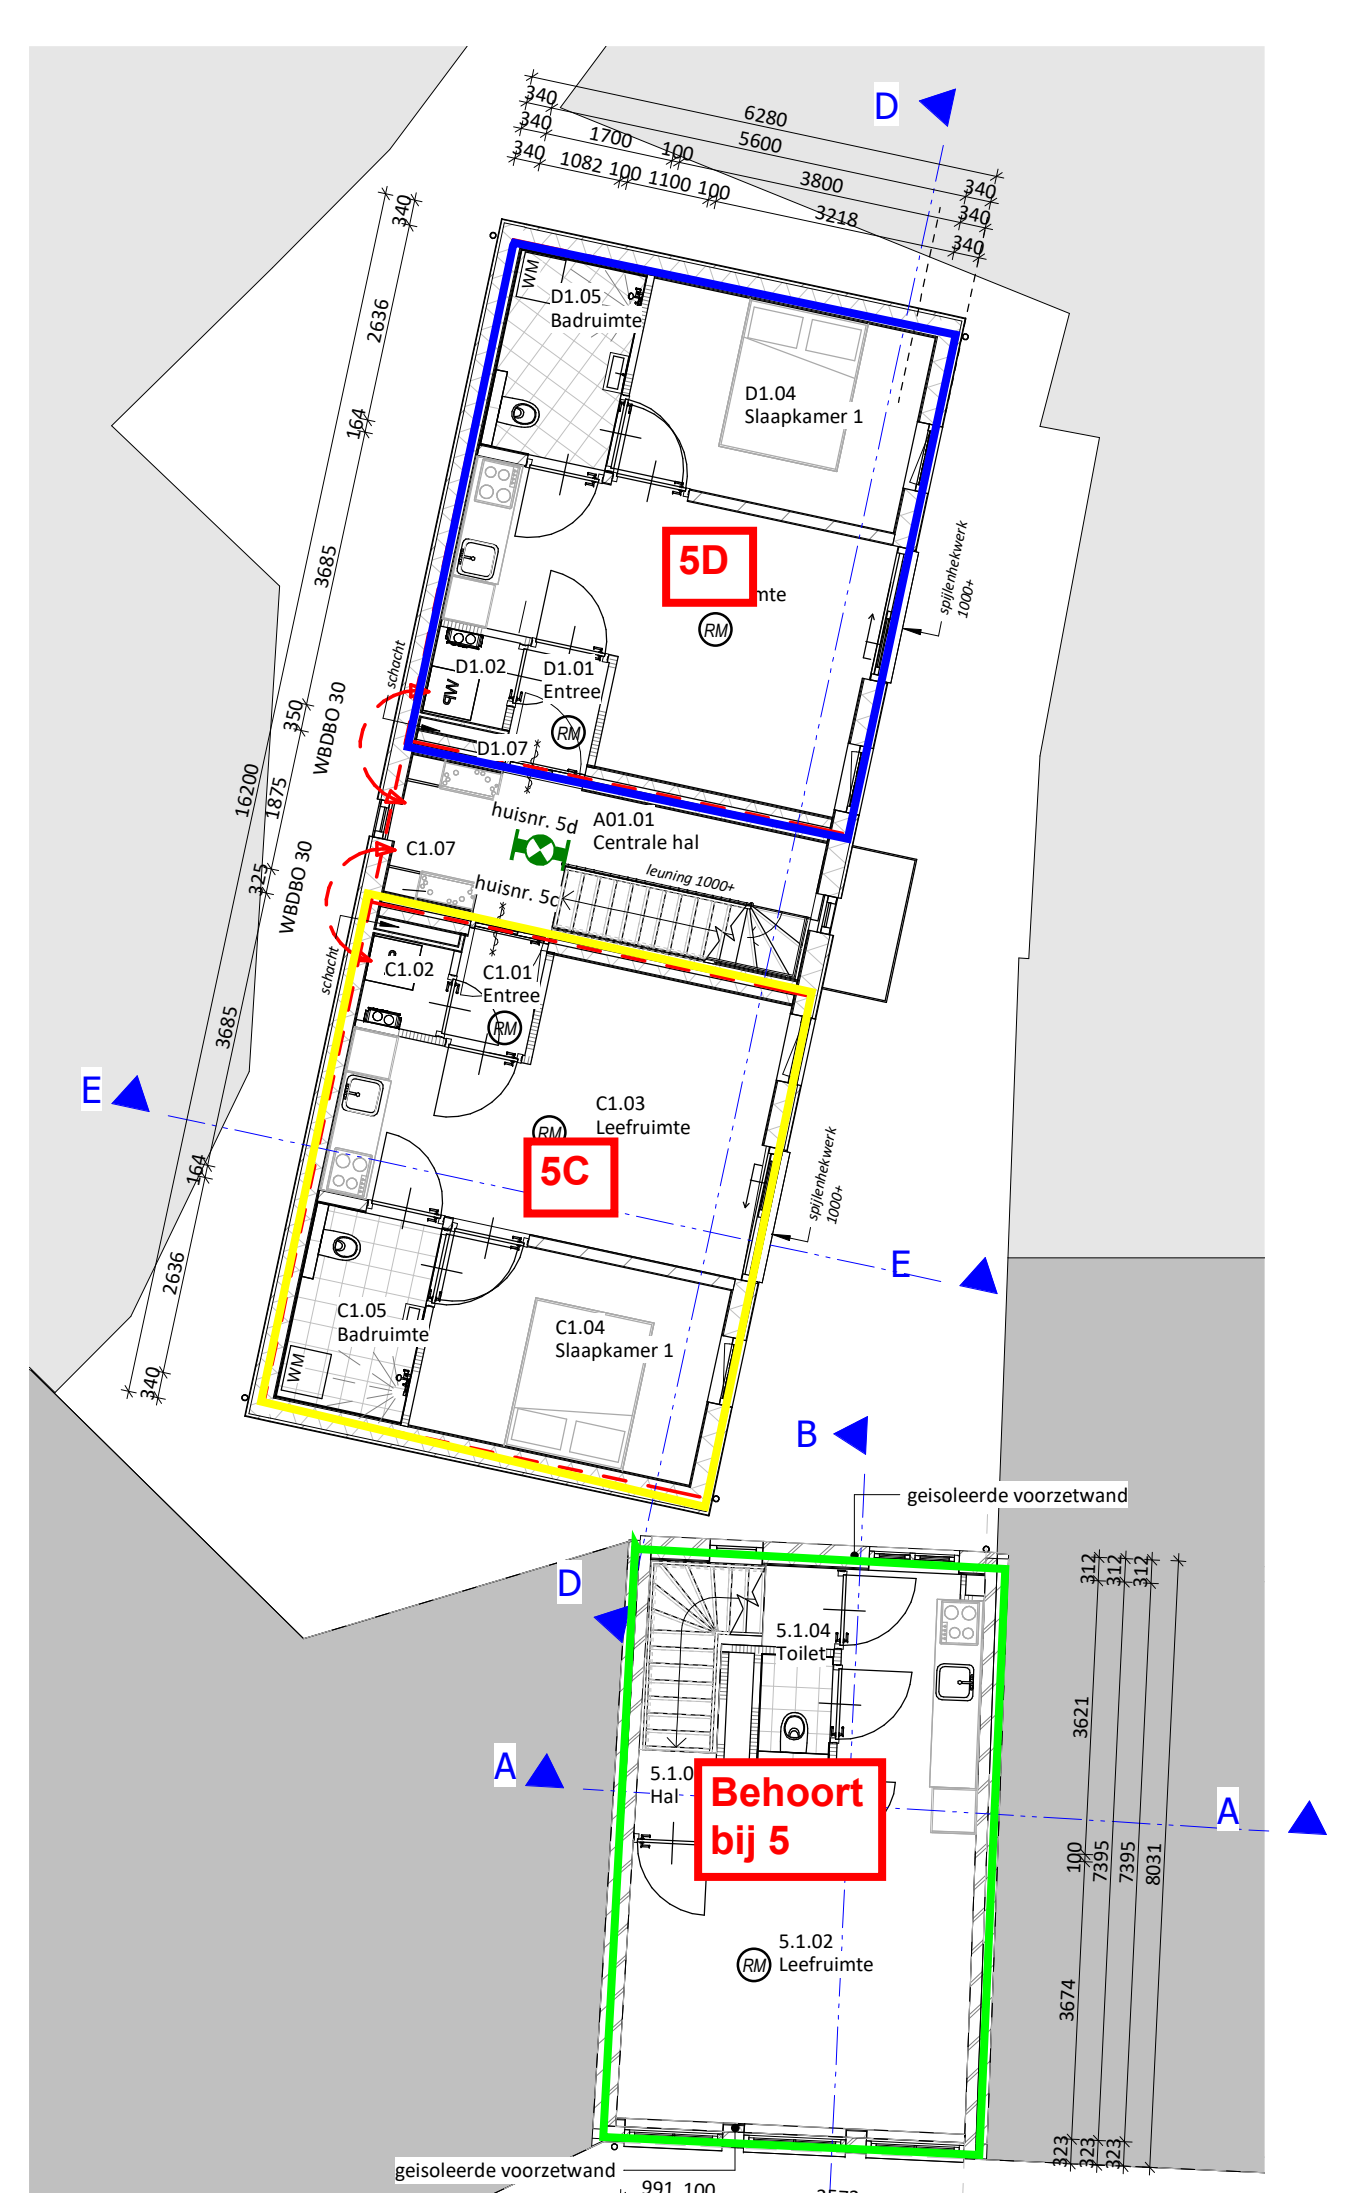 D
6280
5600
340
340
1700
100
3800
340
340
340
1082
100
1100
100
3218
340
340
340
2636
164
3685
350
1875
16200
325
3685
164
2636
340
WM
D1.05
Badruimte
D1.04
Slaapkamer 1
5D
mte
RM
spijlenhekwerk
1000+
schacht
D1.02
WP
D1.01
Entree
RM
WBDBO 30
D1.07
huisnr. 5d
A01.01
Centrale hal
C1.07
leuning 1000+
huisnr. 5c
WBDBO 30
schacht
C1.02
C1.01
Entree
RM
E
C1.03
Leefruimte
RM
5C
spijlenhekwerk
1000+
E
C1.05
Badruimte
C1.04
Slaapkamer 1
WM
B
geisoleerde voorzetwand
D
312
312
312
5.1.04
Toilet
3621
A
5.1.0
Hal
Behoort
bij 5
A
100
7395
7395
8031
5.1.02
RM Leefruimte
3674
323
323
323
geisoleerde voorzetwand
991
100